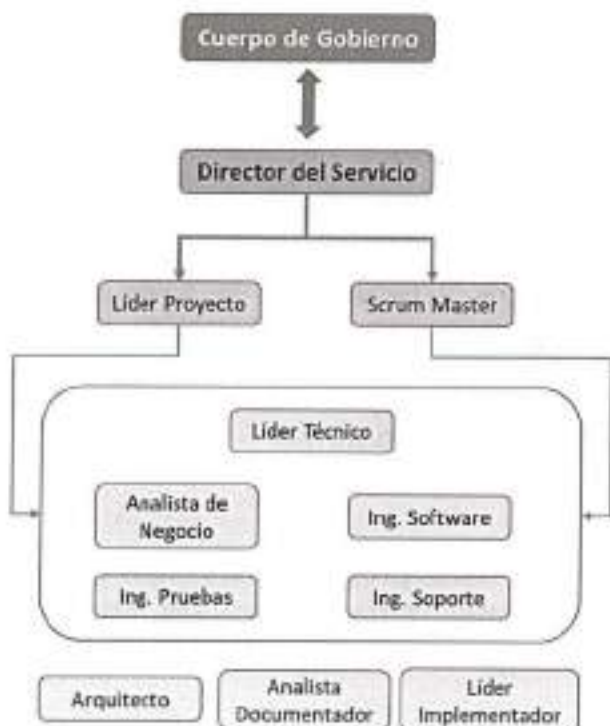 Cuerpo de Gobierno
Director del Servicio
Líder Proyecto
Scrum Master
Líder Técnico
Analista de
Negocio
Ing. Software
Ing. Pruebas
Ing. Soporte
Arquitecto
Analista
Documentador
Líder
Implementador